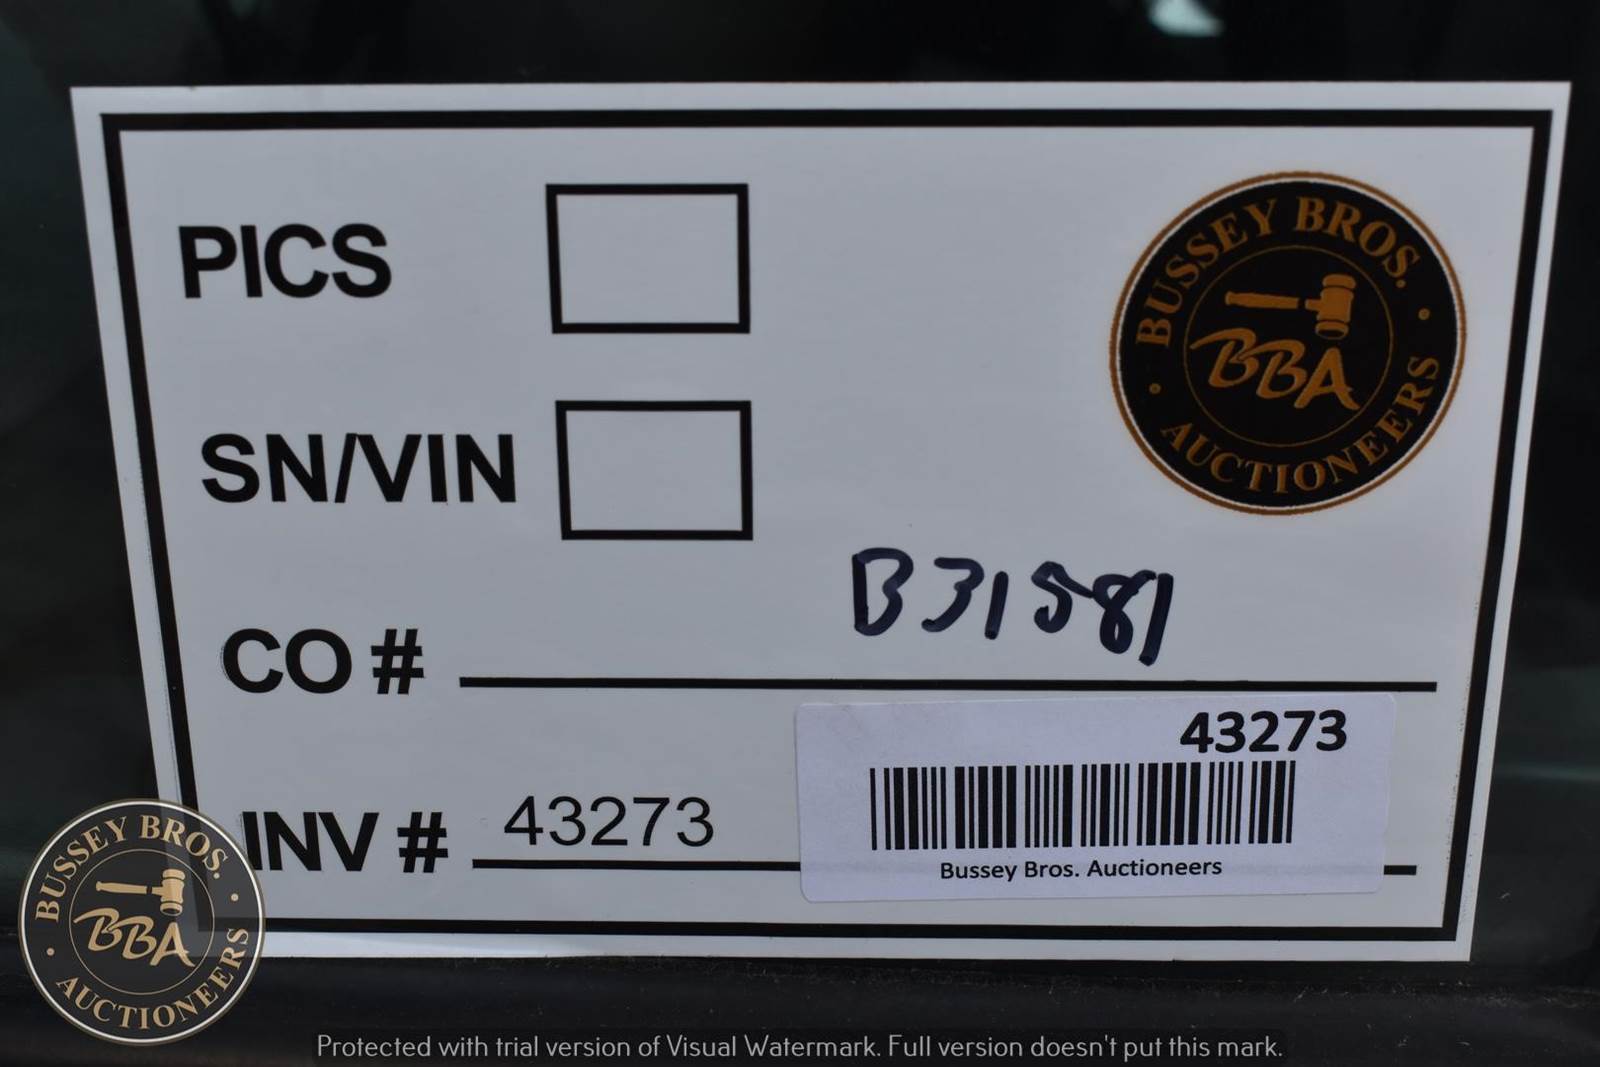 PICS
BUSSEY BROS.
BBA
AUCTIONEERS
SN/VIN
CO #
B31581
INV # 43273
43273
Bussey Bros. Auctioneers
BUSSEY BROS.
BBA
AUCTIONEERS
Protected with trial version of Visual Watermark. Full version doesn't put this mark.